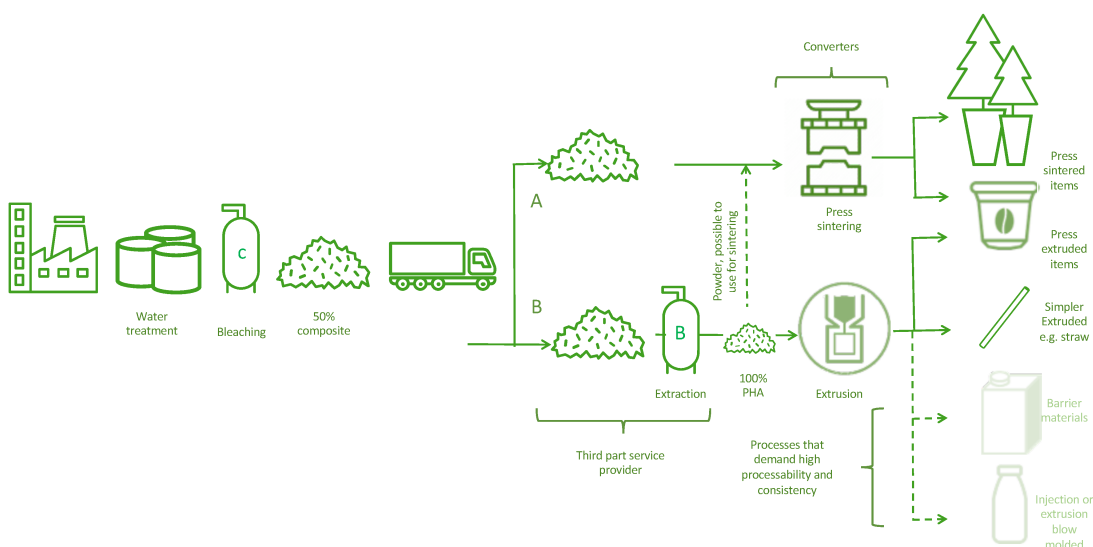 Converters
Press
sintered
items
A
Powder, possible to
use for sintering
Press
sintering
C
Water
treatment
Bleaching
50%
composite
B
B
Extraction
100%
PHA
Extrusion
Press
extruded
items
Simpler
Extruded
e.g. straw
Barrier
materials
Third part service
provider
Processes that
demand high
processability and
consistency
Injection or
extrusion
blow
molded